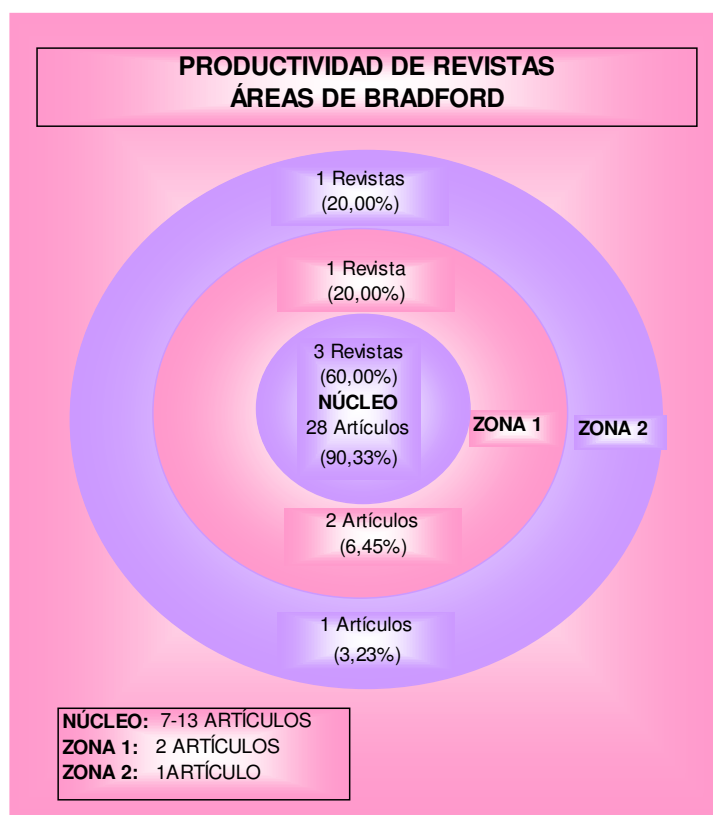 PRODUCTIVIDAD DE REVISTAS
ÁREAS DE BRADFORD
1 Revistas
(20,00%)
1 Revista
(20,00%)
3 Revistas
(60,00%)
NÚCLEO
28 Artículos
(90,33%)
ZONA 1
ZONA 2
2 Artículos
(6,45%)
1 Artículos
(3,23%)
NÚCLEO: 7-13 ARTÍCULOS
ZONA 1: 2 ARTÍCULOS
ZONA 2: 1ARTÍCULO